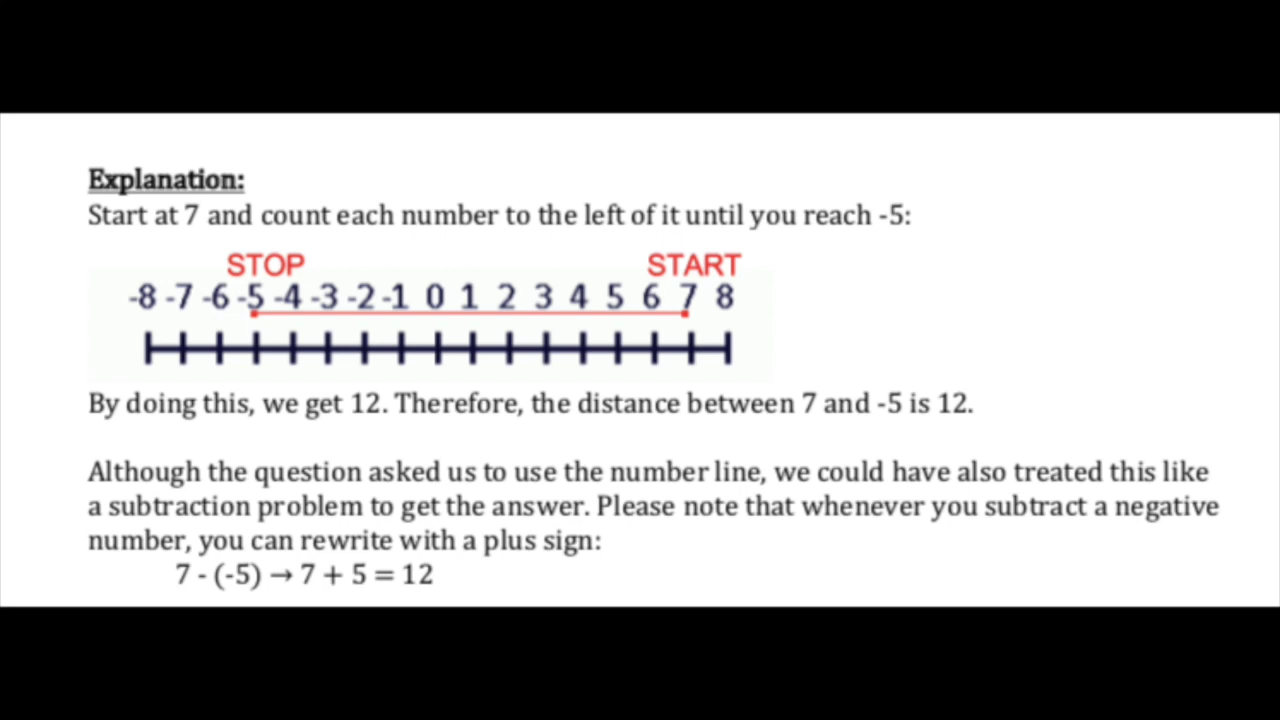 Explanation:
Start at 7 and count each number to the left of it until you reach -5:
STOP START
-8 -7 -6 -5 -4 -3 -2 -1 0 1 2 3 4 5 6 7 8
By doing this, we get 12. Therefore, the distance between 7 and -5 is 12.
Although the question asked us to use the number line, we could have also treated this like
a subtraction problem to get the answer. Please note that whenever you subtract a negative
number, you can rewrite with a plus sign:
7 - (-5) → 7 + 5 = 12